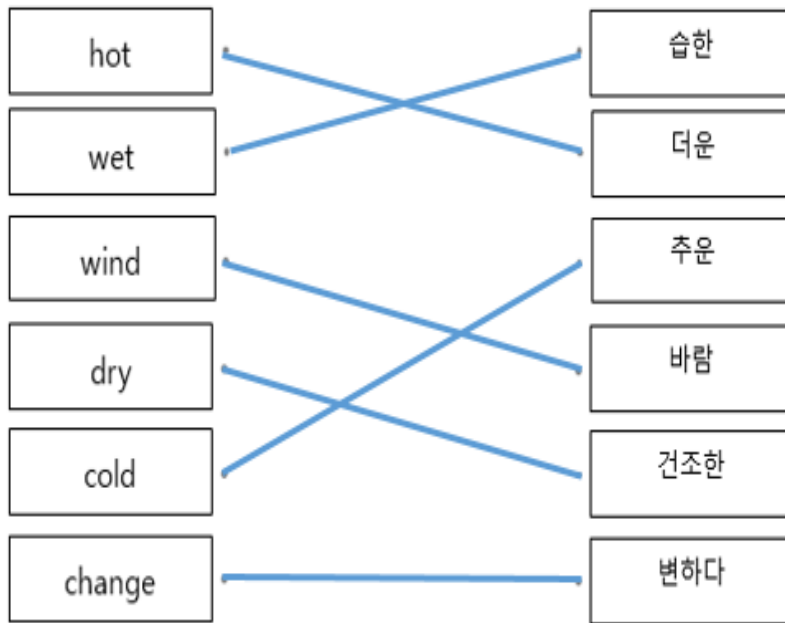 hot 습한
wet 더운
wind 추운
dry 바람
cold 건조한
change 변하다